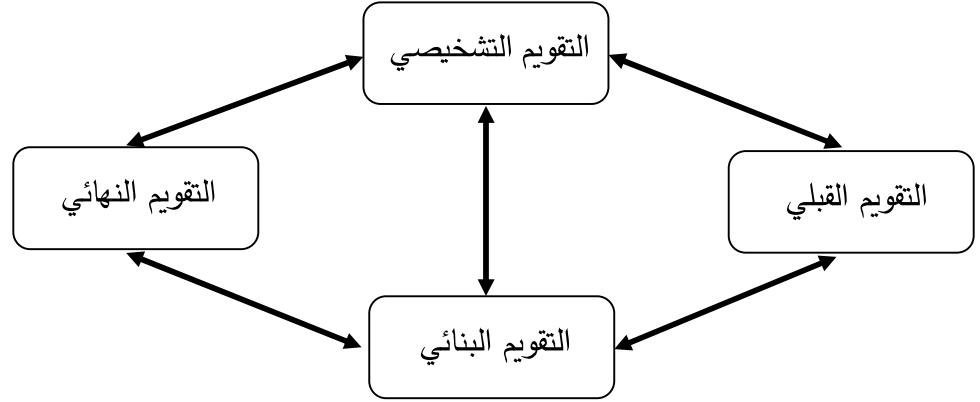 التقويم التشخيصي
التقويم القبلي
التقويم النهائي
التقويم البنائي